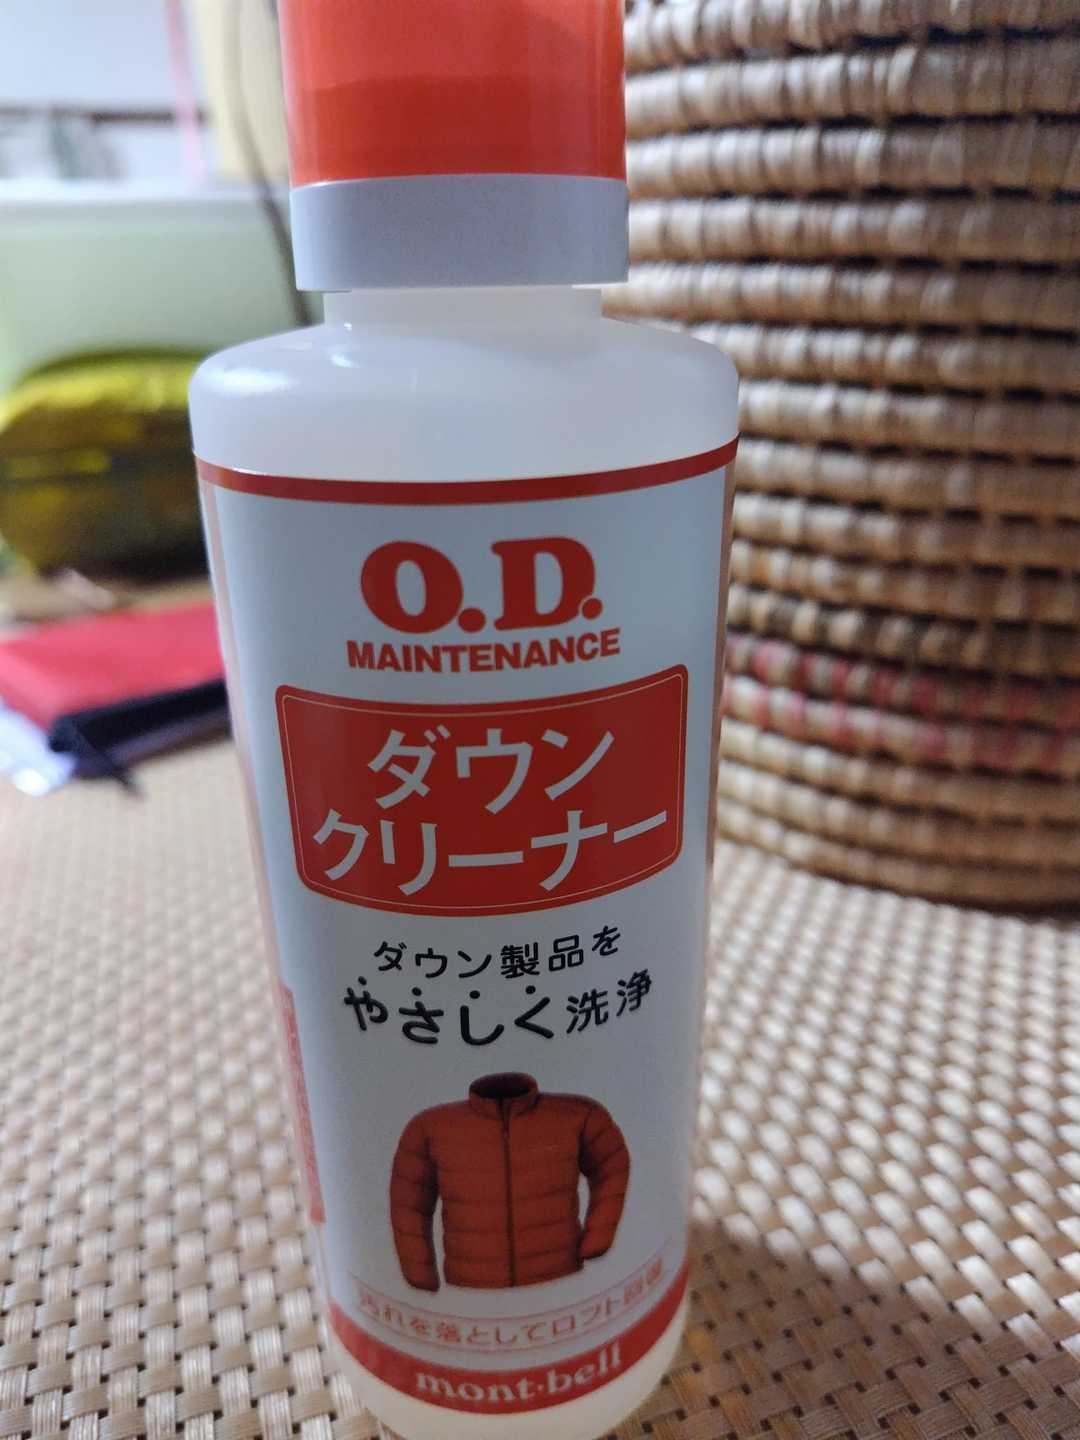 O.D.
MAINTENANCE
ダウン
クリーナー
ダウン製品を
やさしく洗浄
汚れを落としてロフト回復
mont·bell